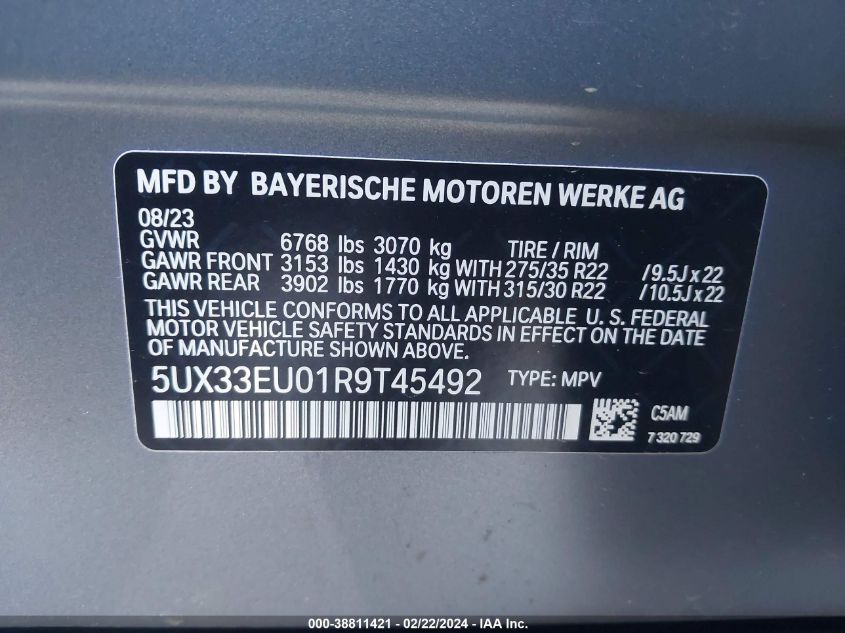 MFD BY BAYERISCHE MOTOREN WERKE AG
08/23
GVWR 6768 lbs 3070 kg TIRE / RIM
GAWR FRONT 3153 lbs 1430 kg WITH 275/35 R22 /9.5J x 22
GAWR REAR 3902 lbs 1770 kg WITH 315/30 R22 /10.5J x 22
THIS VEHICLE CONFORMS TO ALL APPLICABLE U. S. FEDERAL
MOTOR VEHICLE SAFETY STANDARDS IN EFFECT ON THE DATE
OF MANUFACTURE SHOWN ABOVE.
5UX33EU01R9T45492 TYPE: MPV
C5AM
7 320 729
000-38811421 - 02/22/2024 - IAA Inc.